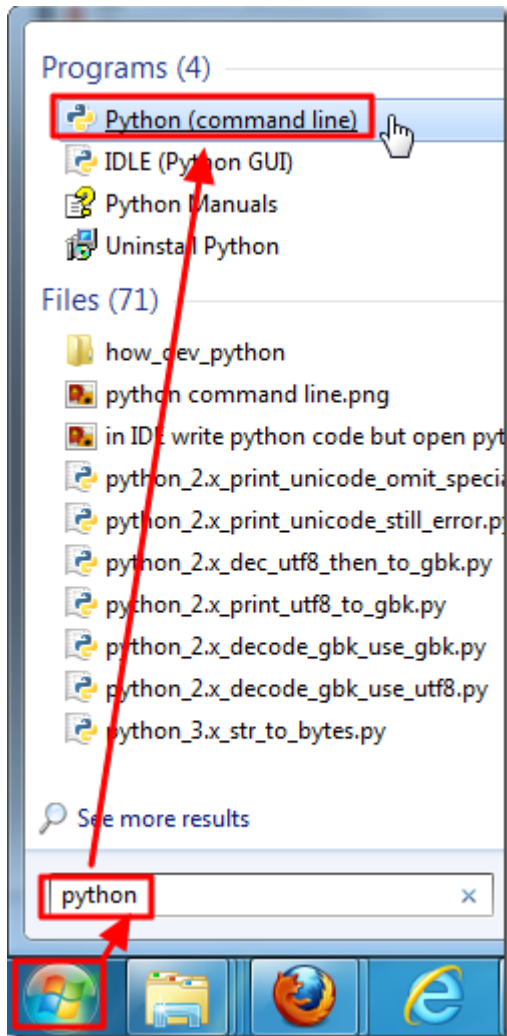 Programs (4)
Python (command line)
IDLE (Python GUI)
Python Manuals
Uninstall Python
Files (71)
how_dev_python
python command line.png
in IDE write python code but open pyt
python_2.x_print_unicode_omit_speci
python_2.x_print_unicode_still_error.p
python_2.x_dec_utf8_then_to_gbk.py
python_2.x_print_utf8_to_gbk.py
python_2.x_decode_gbk_use_gbk.py
python_2.x_decode_gbk_use_utf8.py
python_3.x_str_to_bytes.py
See more results
python